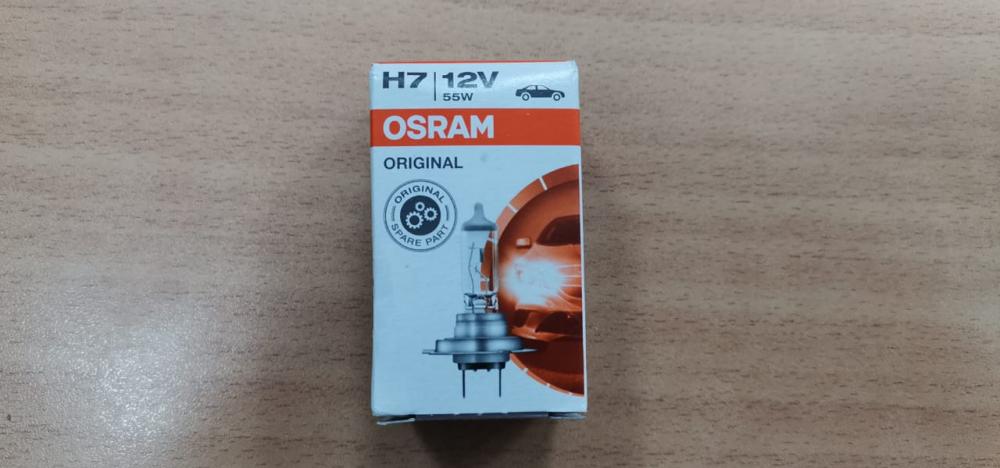 H7 12V
55W
OSRAM
ORIGINAL
ORIGINAL
SPARE PART